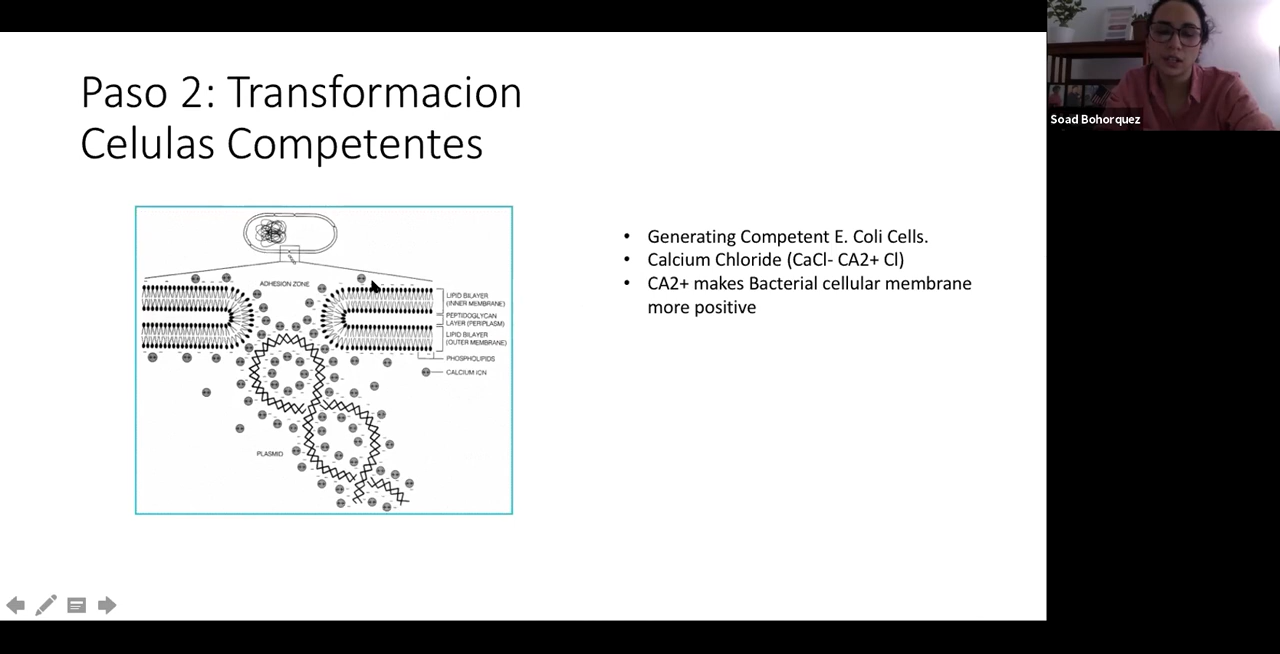 Paso 2: Transformacion
Celulas Competentes
ADHESION ZONE
LIPID BILAYER
(INNER MEMBRANE)
PEPTIDOGLYCAN
LAYER (PERIPLASM)
LIPID BILAYER
(OUTER MEMBRANE)
PHOSPHOLIPIDS
CALCIUM ION
PLASMID
• Generating Competent E. Coli Cells.
• Calcium Chloride (CaCl- CA2+ Cl)
• CA2+ makes Bacterial cellular membrane
more positive
Soad Bohorquez